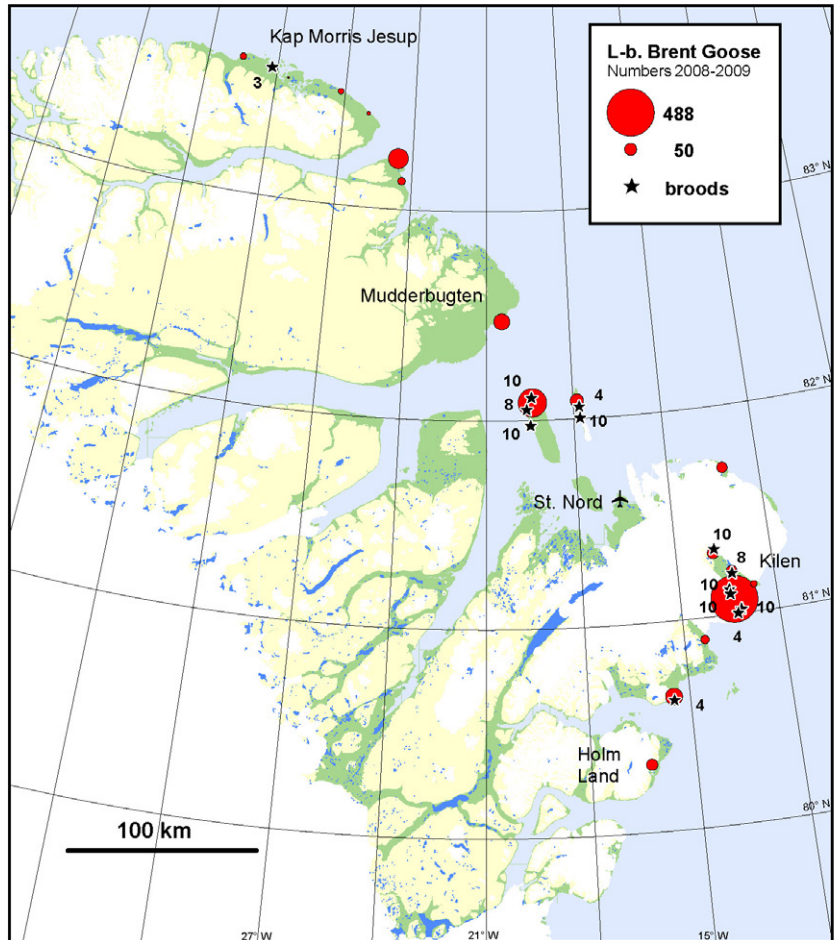 Kap Morris Jesup
3
L-b. Brent Goose
Numbers 2008-2009
488
50
broods
83° N
Mudderbugten
82° N
10
8
10
4
10
St. Nord
10
8
Kilen
10
10
10
4
81° N
4
Holm
Land
80° N
100 km
27° W
21° W
15° W